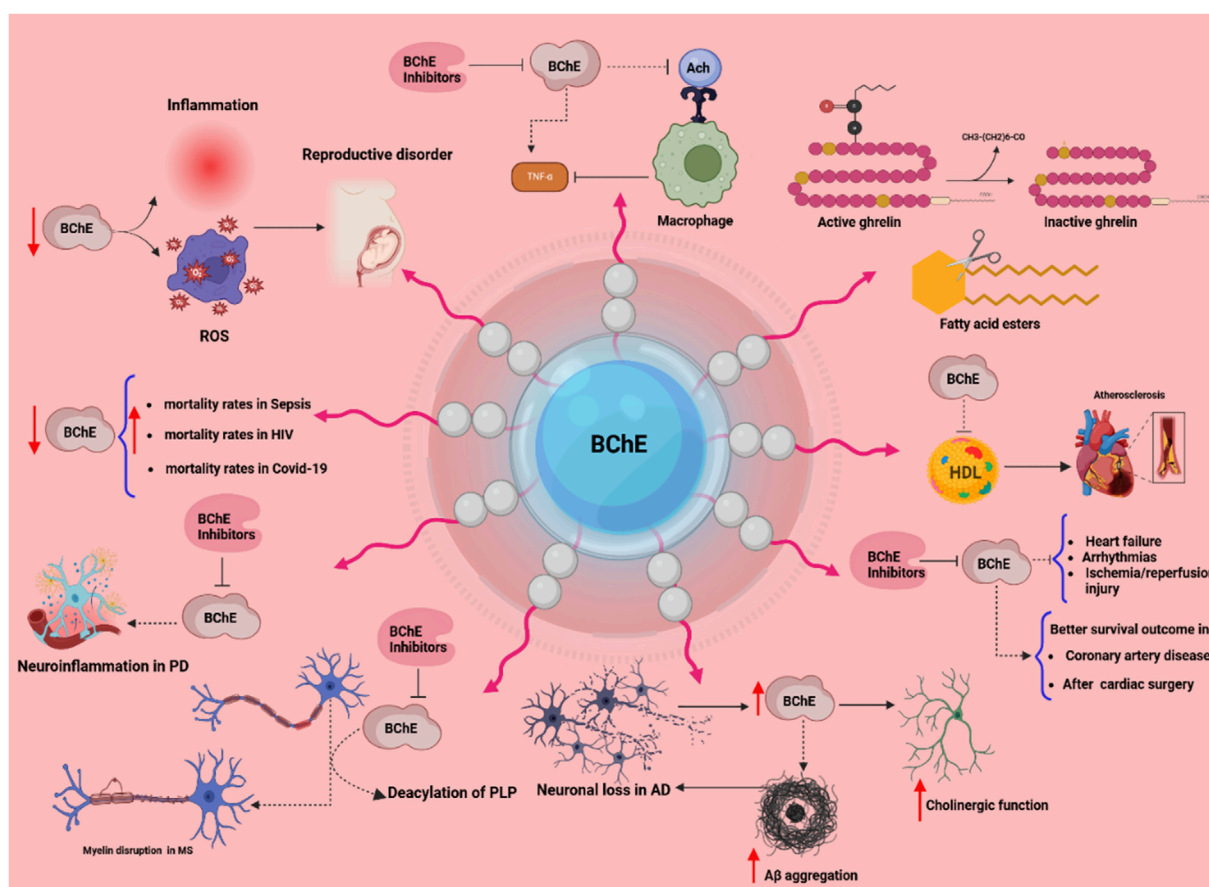 BChE
Inhibitors
BChE
Ach
TNF-α
Macrophage
CH3-(CH2)6-CO
Active ghrelin
Inactive ghrelin
Inflammation
Reproductive disorder
BChE
O₂
ROS
Fatty acid esters
BChE
Atherosclerosis
HDL
BChE
• mortality rates in Sepsis
• mortality rates in HIV
• mortality rates in Covid-19
BChE
BChE
Inhibitors
BChE
Neuroinflammation in PD
BChE
Inhibitors
BChE
• Heart failure
• Arrhythmias
• Ischemia/reperfusion
injury
Better survival outcome in
• Coronary artery disease
• After cardiac surgery
BChE
Inhibitors
BChE
Deacylation of PLP
Myelin disruption in MS
Neuronal loss in AD
BChE
Cholinergic function
Aβ aggregation